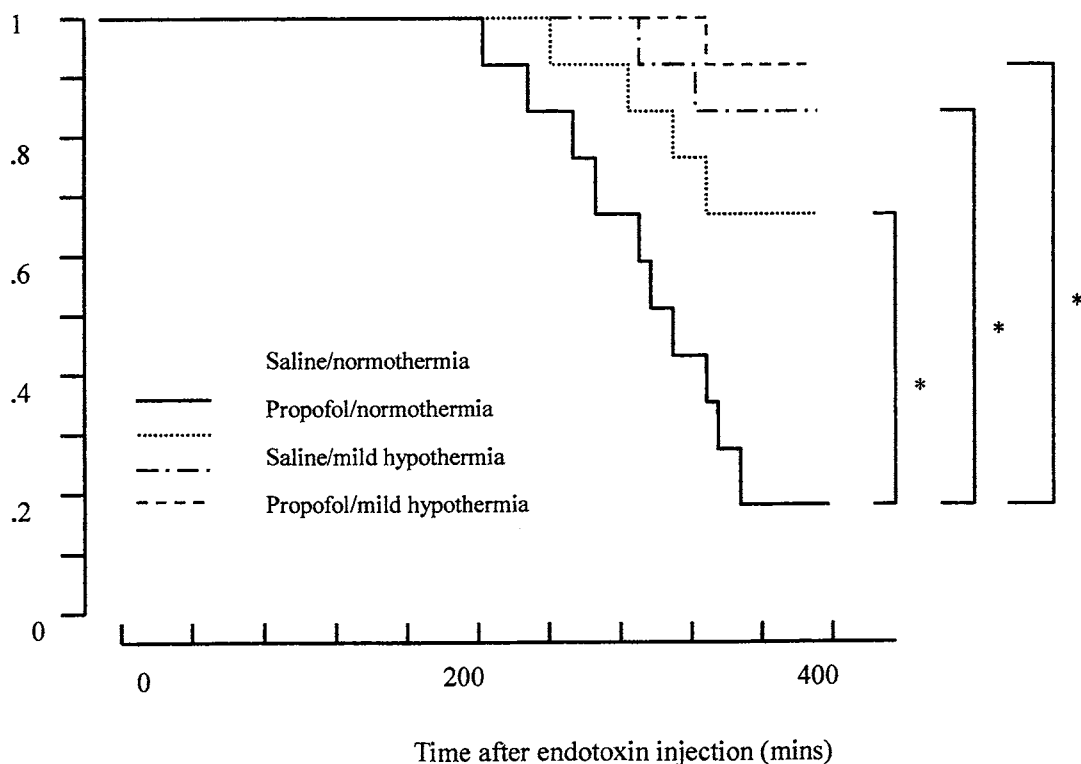 1
.8
.6
.4
.2
0
Saline/normothermia
Propofol/normothermia
Saline/mild hypothermia
Propofol/mild hypothermia
*
*
*
0 200 400
Time after endotoxin injection (mins)